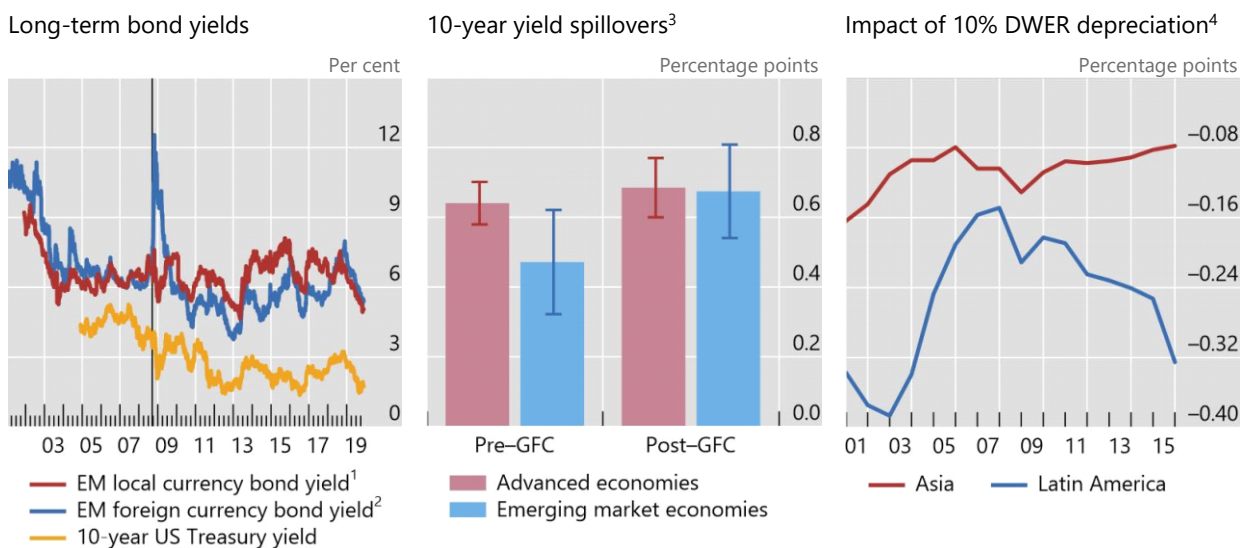 Long-term bond yields
Per cent
12
9
6
3
0
03 05 07 09 11 13 15 17 19
EM local currency bond yield¹
EM foreign currency bond yield²
10-year US Treasury yield
10-year yield spillovers³
Percentage points
0.8
0.6
0.4
0.2
0.0
Pre–GFC Post–GFC
Advanced economies
Emerging market economies
Impact of 10% DWER depreciation⁴
Percentage points
–0.08
–0.16
–0.24
–0.32
–0.40
01 03 05 07 09 11 13 15
Asia Latin America